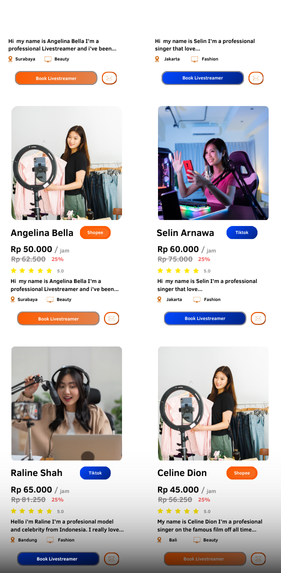 Hi my name is Angelina Bella I'm a
professional Livestreamer and i've been...
Surabaya Beauty
Book Livestreamer
Hi my name is Selin I'm a professional
singer that love...
Jakarta Fashion
Book Livestreamer
Angelina Bella Shopee
Rp 50.000 / jam
Rp 62.500 25%
5.0
Hi my name is Angelina Bella I'm a
professional Livestreamer and i've been...
Surabaya Beauty
Book Livestreamer
Selin Arnawa Tiktok
Rp 60.000 / jam
Rp 75.000 25%
5.0
Hi my name is Selin I'm a professional
singer that love...
Jakarta Fashion
Book Livestreamer
Raline Shah Tiktok
Rp 65.000 / jam
Rp 81.250 25%
5.0
Hello i'm Raline I'm a profesional model
and celebrity from Indonesia. I really love...
Bandung Fashion
Book Livestreamer
Celine Dion Shopee
Rp 45.000 / jam
Rp 56.250 25%
5.0
My name is Celine Dion I'm a profesional
singer on the famous film off all time...
Bali Beauty
Book Livestreamer